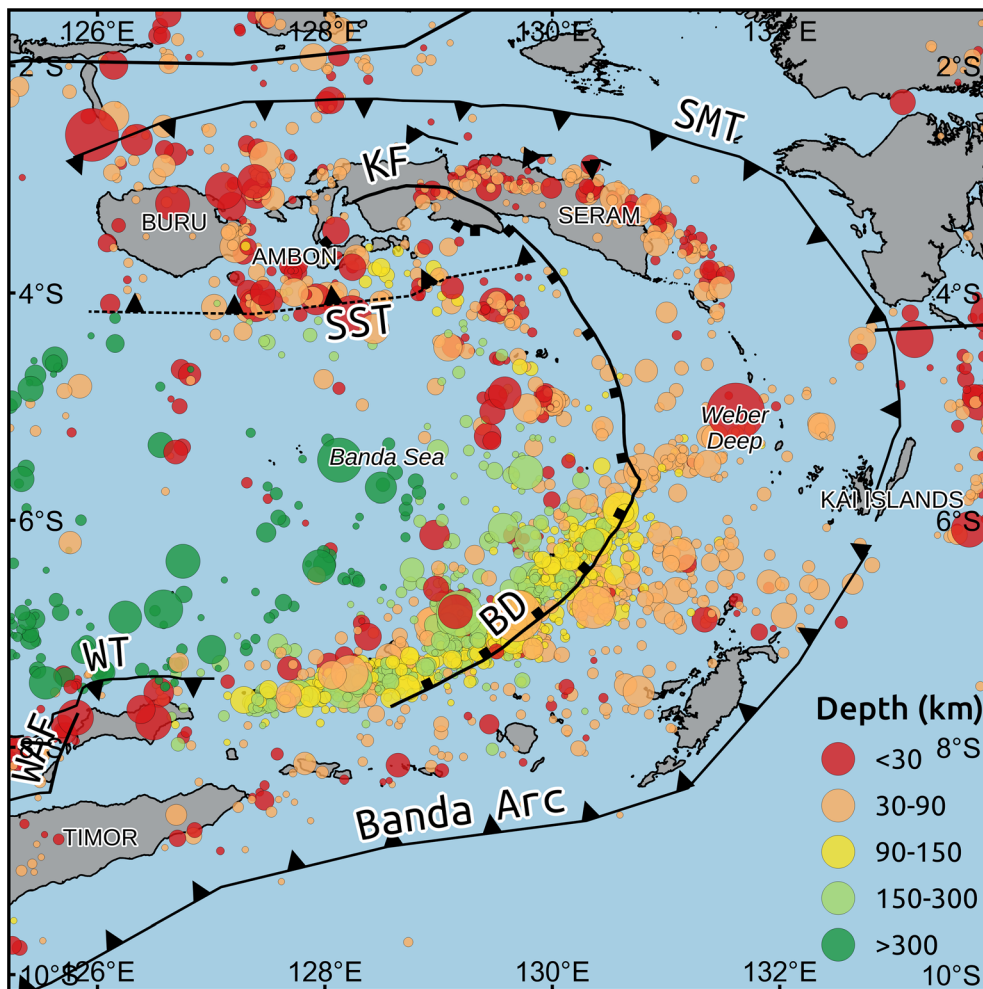 126°E
128°E
130°E
132°E
2°S
2°S
SMT
KF
SERAM
BURU
AMBON
4°S
4°S
SST
Weber
Deep
Banda Sea
KAI ISLANDS
6°S
6°S
BD
WT
WAF
8°S
8°S
Depth (km)
<30
30-90
90-150
150-300
>300
Banda Arc
TIMOR
10°S
126°E
128°E
130°E
132°E
10°S